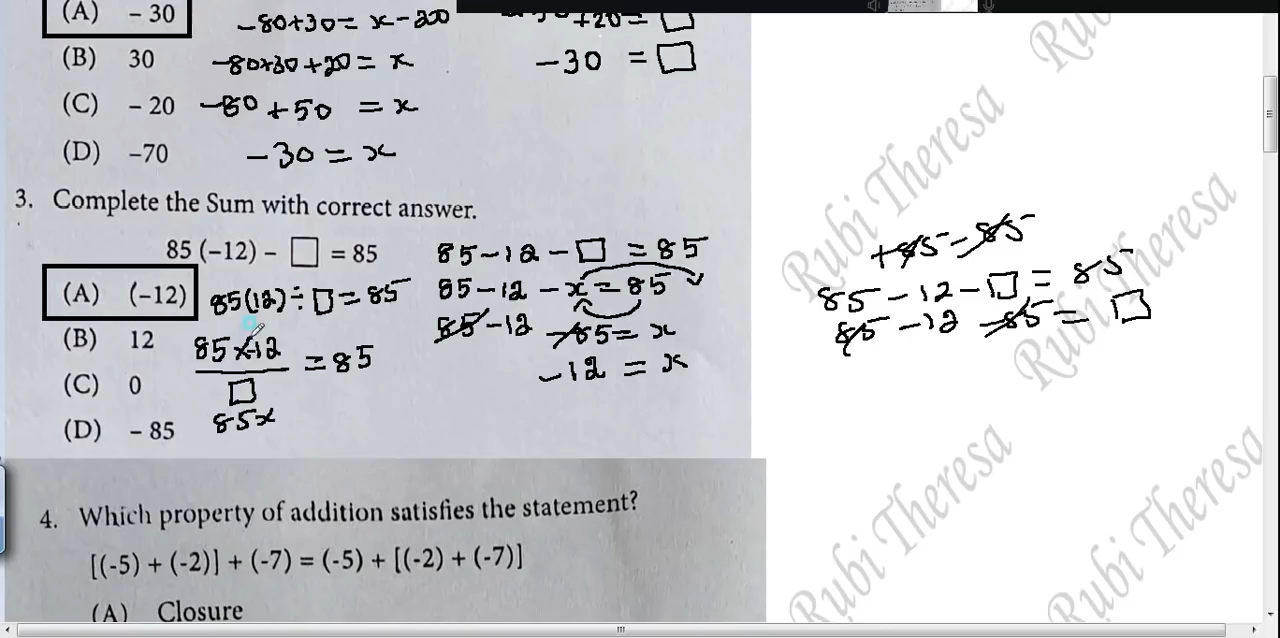 (A) - 30
-80+30 = x-20
+20 = □
(B) 30
-80+30 +20 = x
-30 = □
(C) - 20
-80 +50 = x
(D) -70
-30 = x
3. Complete the Sum with correct answer.
85 (-12) - □ = 85
85-12 - □ = 85
(A) (-12)
85(12) ÷ □ = 85
85-12 - x = 85
(B) 12
85 x -12
□
= 85
85 -12 -85 = x
(C) 0
-12 = x
(D) - 85
85x
+85 -85
85 -12 - □ = 85
85 -12 -85 = □
4. Which property of addition satisfies the statement?
[(-5) + (-2)] + (-7) = (-5) + [(-2) + (-7)]
(A) Closure
Rubi Theresa
Rubi Theresa
Rubi Theresa
Rubi Theresa
Rubi Theresa
Rubi Theresa